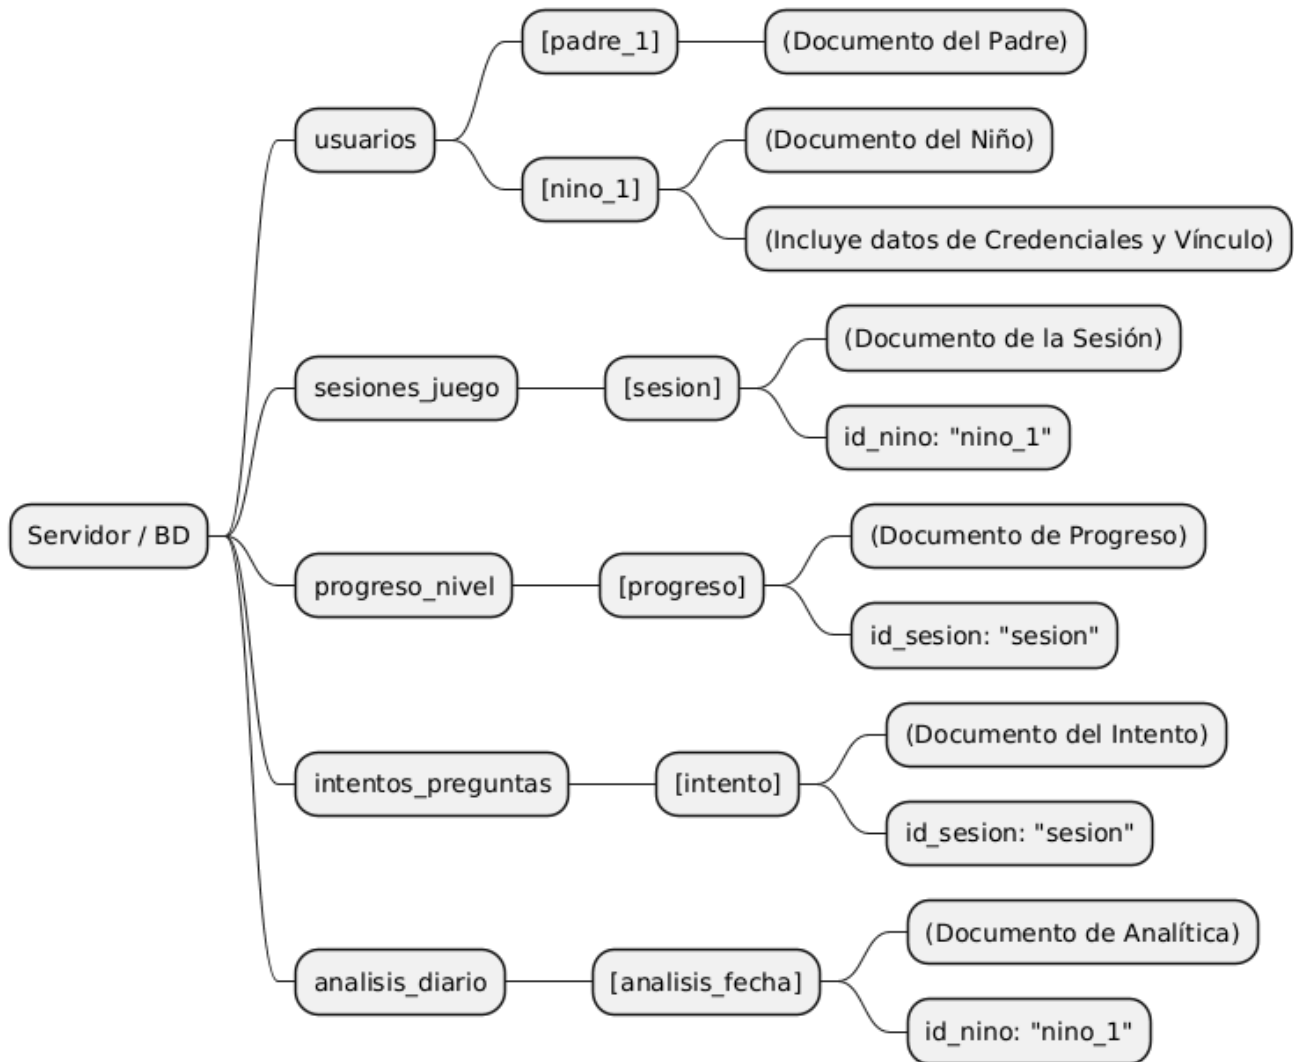 [padre_1]
(Documento del Padre)
usuarios
(Documento del Niño)
[nino_1]
(Incluye datos de Credenciales y Vínculo)
(Documento de la Sesión)
sesiones_juego
[sesion]
id_nino: "nino_1"
Servidor / BD
(Documento de Progreso)
progreso_nivel
[progreso]
id_sesion: "sesion"
(Documento del Intento)
intentos_preguntas
[intento]
id_sesion: "sesion"
(Documento de Analítica)
analisis_diario
[analisis_fecha]
id_nino: "nino_1"